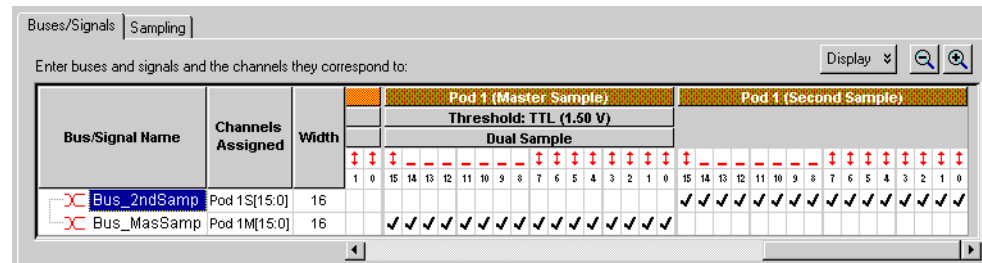 Buses/Signals Sampling
Enter buses and signals and the channels they correspond to:
Display
Bus/Signal Name Channels Assigned Width
Pod 1 (Master Sample) Pod 1 (Second Sample)
Threshold: TTL (1.50 V)
Dual Sample
1 0 15 14 13 12 11 10 9 8 7 6 5 4 3 2 1 0 15 14 13 12 11 10 9 8 7 6 5 4 3 2 1 0
Bus_2ndSamp Pod 1S[15:0] 16
Bus_MasSamp Pod 1M[15:0] 16